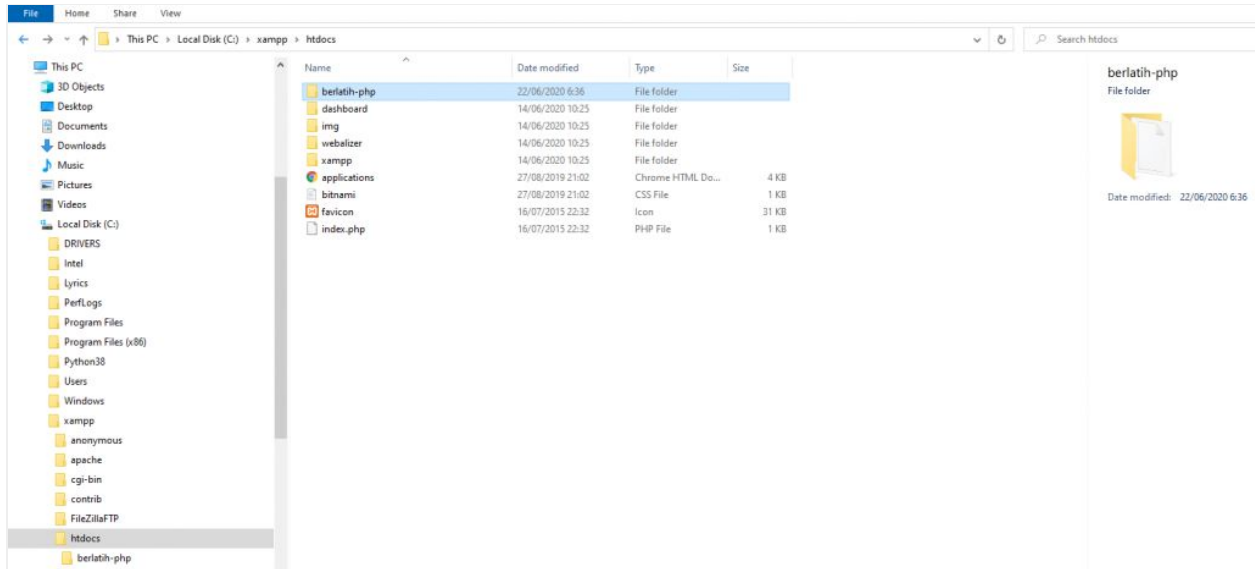 File Home Share View
This PC > Local Disk (C:) > xampp > htdocs
Search htdocs
This PC
3D Objects
Desktop
Documents
Downloads
Music
Pictures
Videos
Local Disk (C:)
DRIVERS
Intel
Lyrics
PerfLogs
Program Files
Program Files (x86)
Python38
Users
Windows
xampp
anonymous
apache
cgi-bin
contrib
FileZillaFTP
htdocs
berlatih-php
Name Date modified Type Size
berlatih-php 22/06/2020 6:36 File folder
dashboard 14/06/2020 10:25 File folder
img 14/06/2020 10:25 File folder
webalizer 14/06/2020 10:25 File folder
xampp 14/06/2020 10:25 File folder
applications 27/08/2019 21:02 Chrome HTML Do... 4 KB
bitnami 27/08/2019 21:02 CSS File 1 KB
favicon 16/07/2015 22:32 Icon 31 KB
index.php 16/07/2015 22:32 PHP File 1 KB
berlatih-php
File folder
Date modified: 22/06/2020 6:36